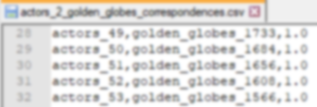 actors_2_golden_globes_correspondences.csv
28 actors_49,golden_globes_1733,1.0
29 actors_50,golden_globes_1684,1.0
30 actors_51,golden_globes_1656,1.0
31 actors_52,golden_globes_1608,1.0
32 actors_53,golden_globes_1566,1.0